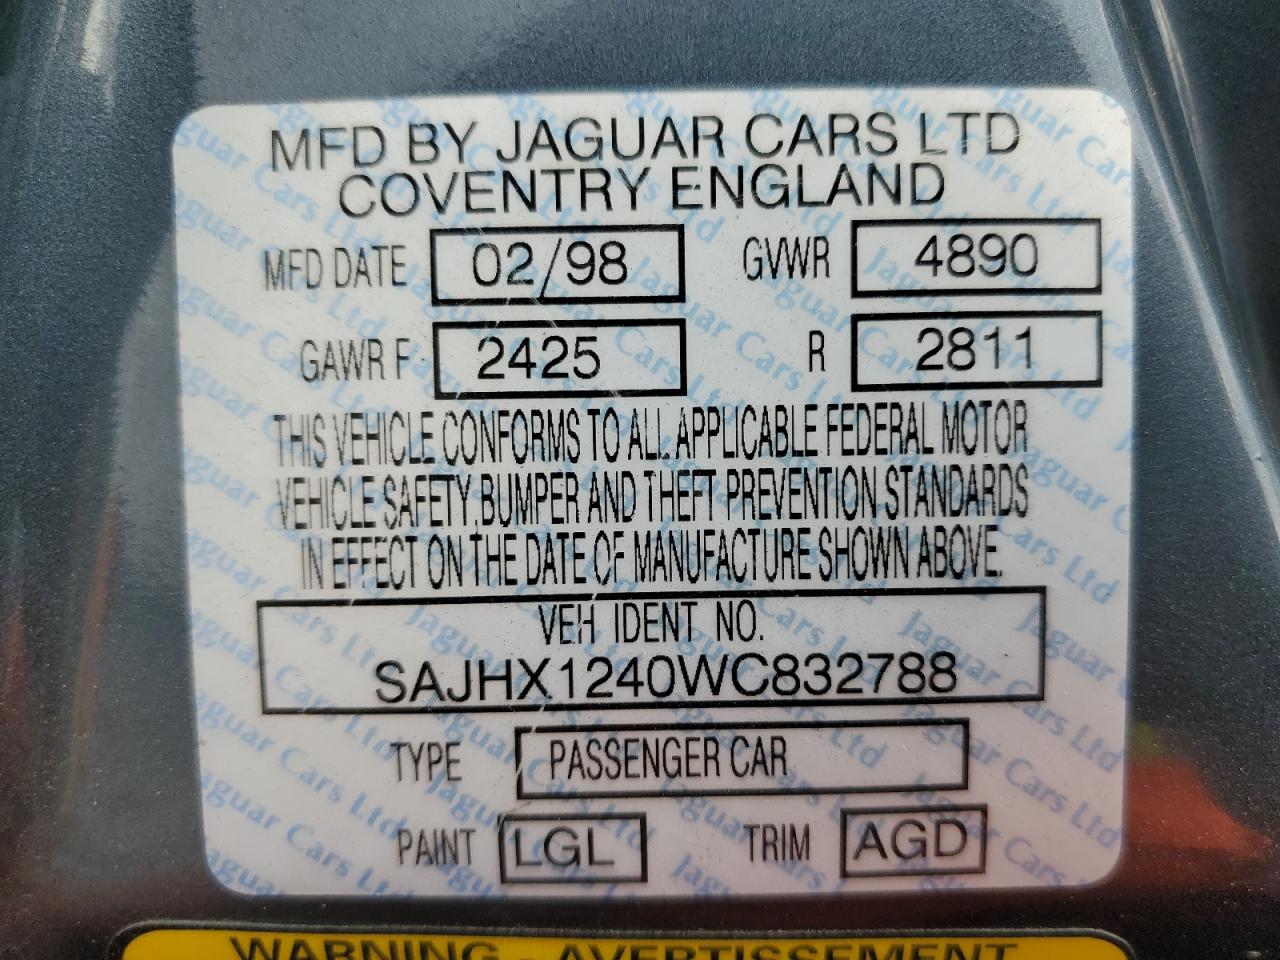 MFD BY JAGUAR CARS LTD
COVENTRY ENGLAND
MFD DATE 02/98 GVWR 4890
GAWR F 2425 R 2811
THIS VEHICLE CONFORMS TO ALL APPLICABLE FEDERAL MOTOR
VEHICLE SAFETY, BUMPER AND THEFT PREVENTION STANDARDS
IN EFFECT ON THE DATE OF MANUFACTURE SHOWN ABOVE.
VEH IDENT NO.
SAJHX1240WC832788
TYPE PASSENGER CAR
PAINT LGL TRIM AGD
WARNING - AVERTISSEMENT